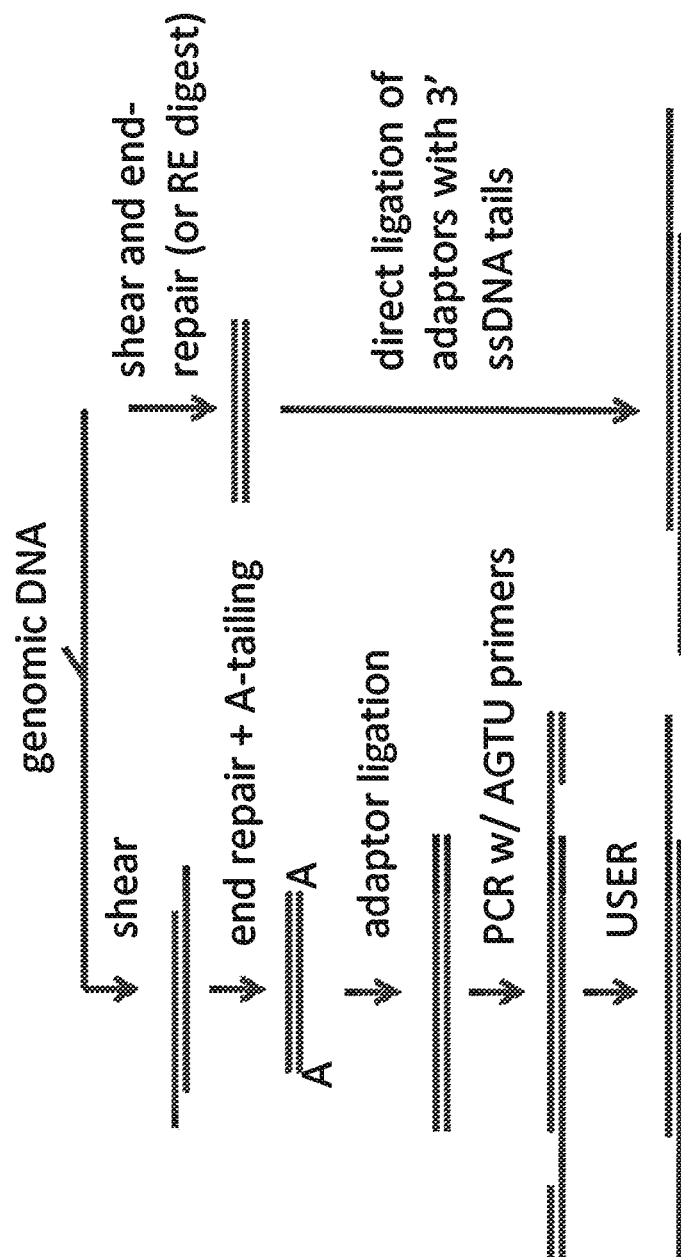 genomic DNA
shear
shear and end-
repair (or RE digest)
end repair + A-tailing
A
A
adaptor ligation
direct ligation of
adaptors with 3’
ssDNA tails
PCR w/ AGTU primers
USER